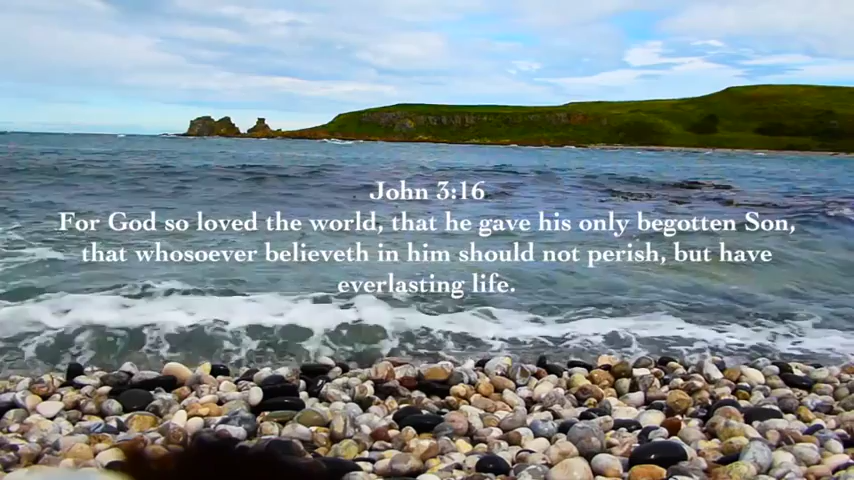 John 3:16
For God so loved the world, that he gave his only begotten Son,
that whosoever believeth in him should not perish, but have
everlasting life.